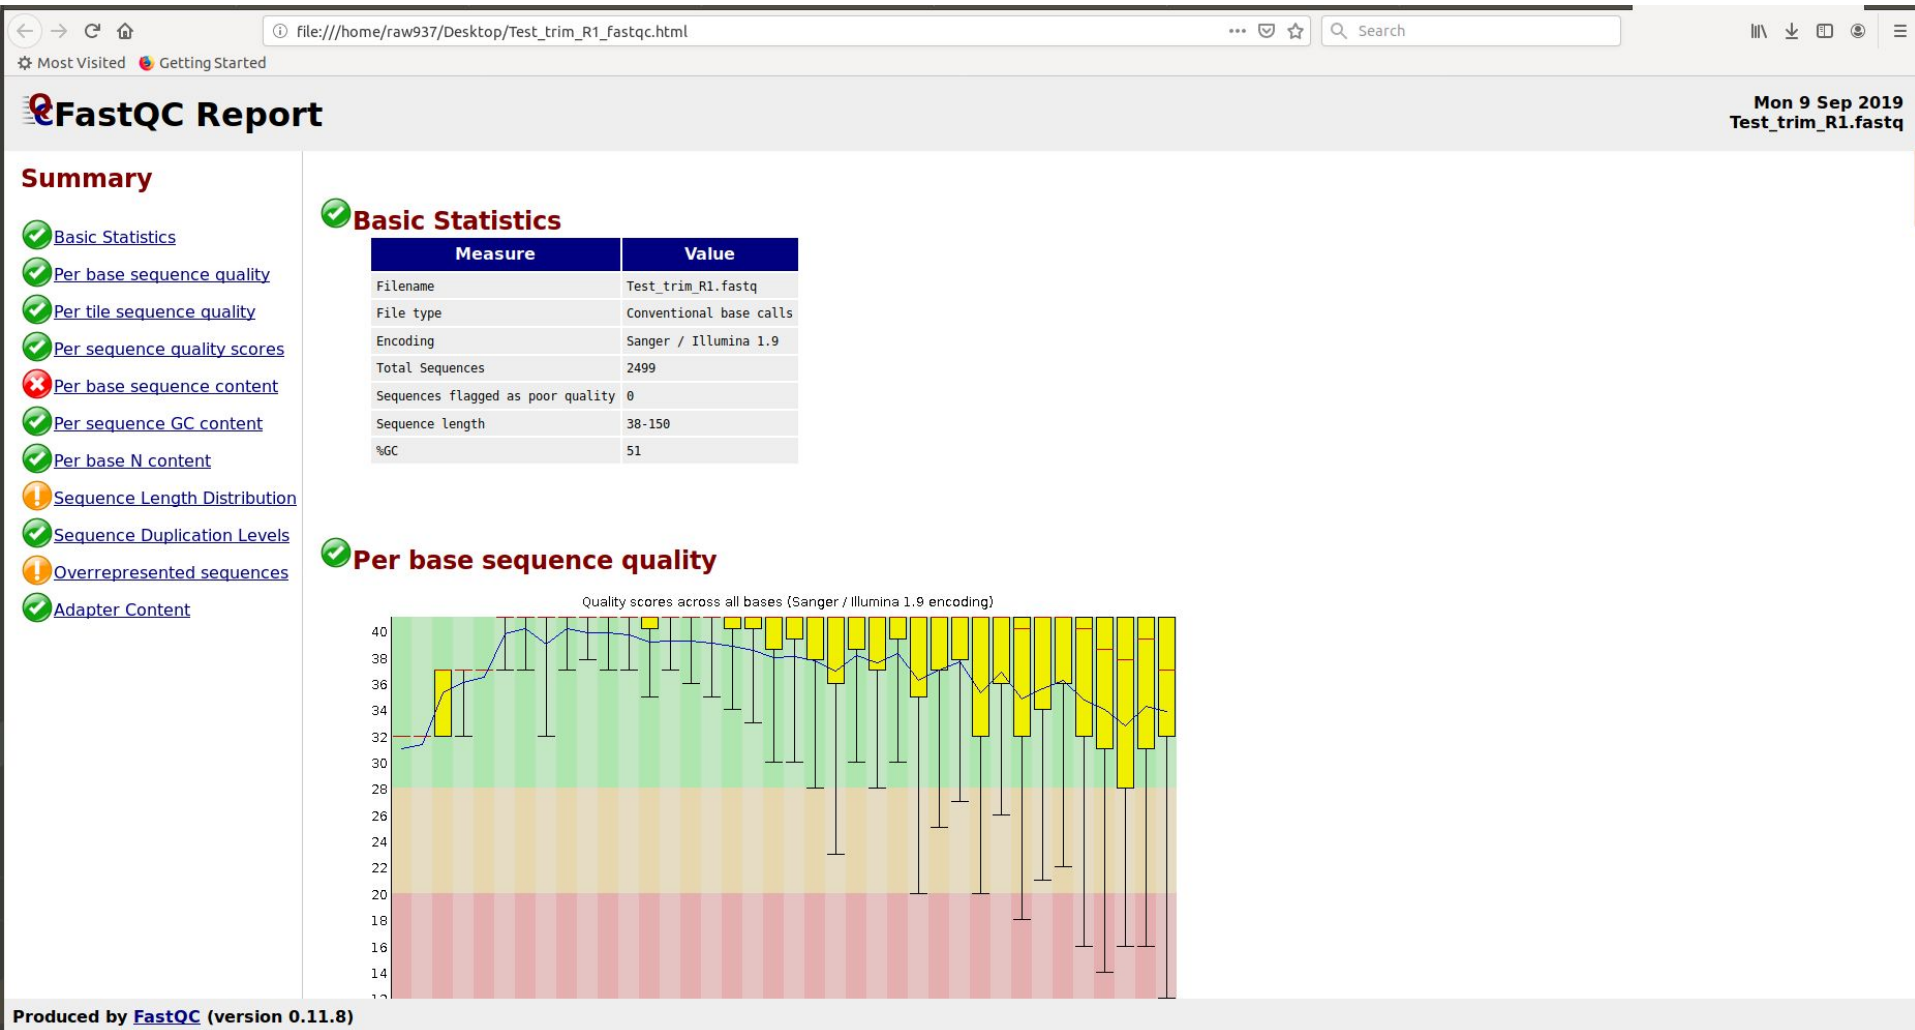 file:///home/raw937/Desktop/Test_trim_R1_fastqc.html
Search
Most Visited
Getting Started
FastQC Report
Mon 9 Sep 2019
Test_trim_R1.fastq
Summary
Basic Statistics
Per base sequence quality
Per tile sequence quality
Per sequence quality scores
Per base sequence content
Per sequence GC content
Per base N content
Sequence Length Distribution
Sequence Duplication Levels
Overrepresented sequences
Adapter Content
Basic Statistics
Measure Value
Filename Test_trim_R1.fastq
File type Conventional base calls
Encoding Sanger / Illumina 1.9
Total Sequences 2499
Sequences flagged as poor quality 0
Sequence length 38-150
%GC 51
Per base sequence quality
Quality scores across all bases (Sanger / Illumina 1.9 encoding)
40
38
36
34
32
30
28
26
24
22
20
18
16
14
12
Produced by FastQC (version 0.11.8)